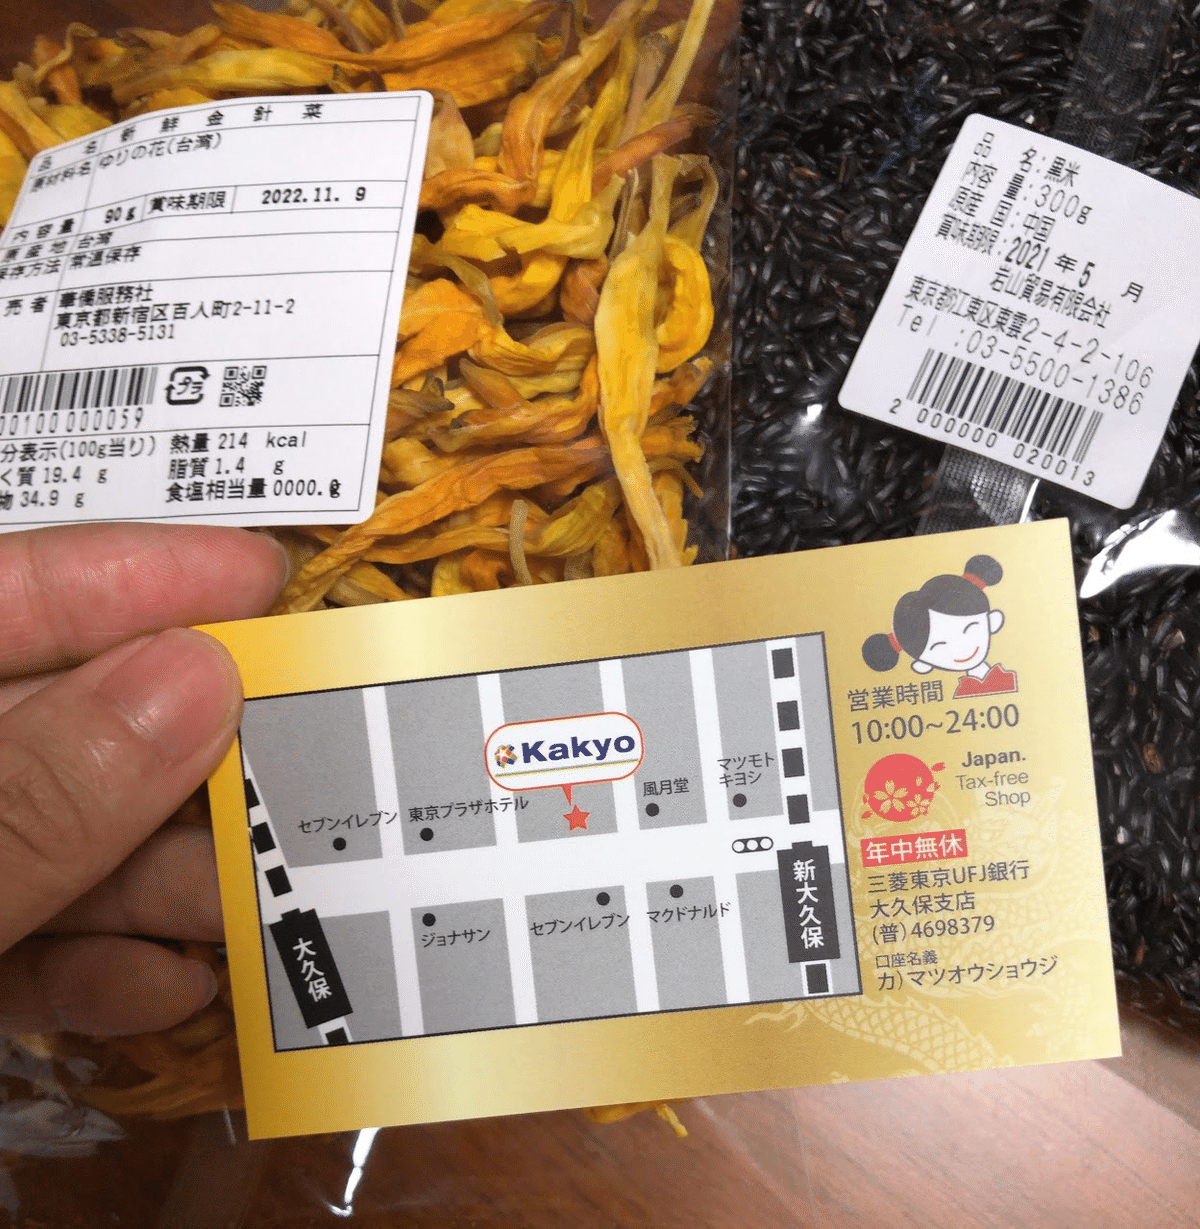 品名 新鮮金針菜
原材料名 ゆりの花(台湾)
内容量 90g 賞味期限 2022.11. 9
原産地 台湾
保存方法 常温保存
売者 華僑服務社
東京都新宿区百人町2-11-2
03-5338-5131
プラ
00100000059
分表示(100g当り) 熱量 214 kcal
く質 19.4 g 脂質 1.4 g
物 34.9 g 食塩相当量 0000.0g
品名:黒米
内容量:300g
原産国:中国
賞味期限:2021年5月
岩山貿易有限会社
東京都江東区東雲2-4-2-106
Tel :03-5500-1386
2 000000 020013
Kakyo
セブンイレブン
東京プラザホテル
風月堂
マツモト
キヨシ
ジョナサン
セブンイレブン
マクドナルド
大久保
新大久保
営業時間
10:00~24:00
Japan.
Tax-free
Shop
年中無休
三菱東京UFJ銀行
大久保支店
(普)4698379
口座名義
カ)マツオウショウジ